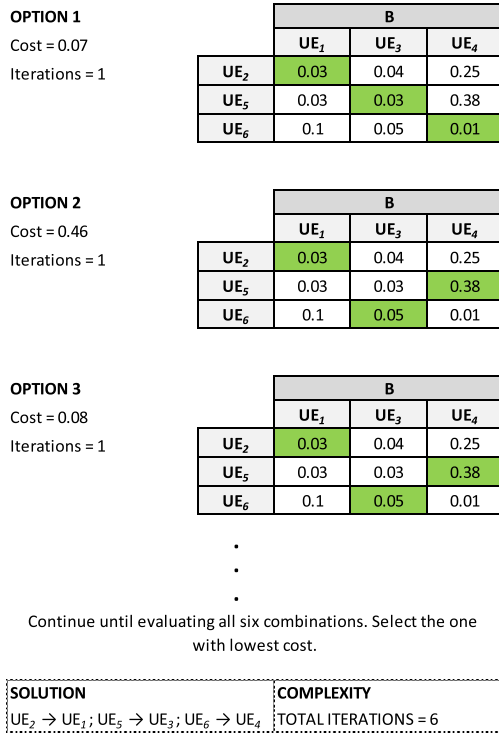 OPTION 1
B
Cost = 0.07
UE1 UE3 UE4
Iterations = 1
UE2 0.03 0.04 0.25
UE5 0.03 0.03 0.38
UE6 0.1 0.05 0.01
OPTION 2
B
Cost = 0.46
UE1 UE3 UE4
Iterations = 1
UE2 0.03 0.04 0.25
UE5 0.03 0.03 0.38
UE6 0.1 0.05 0.01
OPTION 3
B
Cost = 0.08
UE1 UE3 UE4
Iterations = 1
UE2 0.03 0.04 0.25
UE5 0.03 0.03 0.38
UE6 0.1 0.05 0.01
.
.
.
Continue until evaluating all six combinations. Select the one
with lowest cost.
SOLUTION COMPLEXITY
UE2 → UE1; UE5 → UE3; UE6 → UE4 TOTAL ITERATIONS = 6